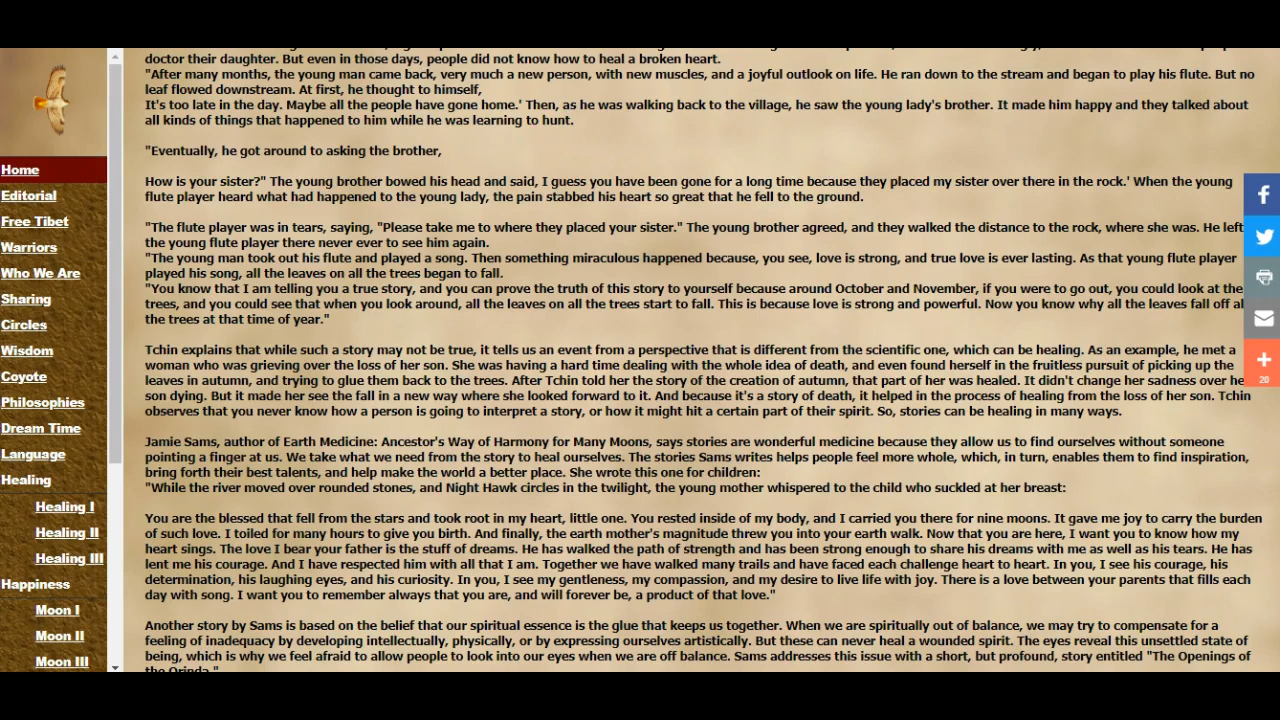 doctor their daughter. But even in those days, people did not know how to heal a broken heart.
"After many months, the young man came back, very much a new person, with new muscles, and a joyful outlook on life. He ran down to the stream and began to play his flute. But no
leaf flowed downstream. At first, he thought to himself,
It's too late in the day. Maybe all the people have gone home.' Then, as he was walking back to the village, he saw the young lady's brother. It made him happy and they talked about
all kinds of things that happened to him while he was learning to hunt.
"Eventually, he got around to asking the brother,
How is your sister?" The young brother bowed his head and said, I guess you have been gone for a long time because they placed my sister over there in the rock.' When the young
flute player heard what had happened to the young lady, the pain stabbed his heart so great that he fell to the ground.
"The flute player was in tears, saying, "Please take me to where they placed your sister." The young brother agreed, and they walked the distance to the rock, where she was. He left
the young flute player there never ever to see him again.
"The young man took out his flute and played a song. Then something miraculous happened because, you see, love is strong, and true love is ever lasting. As that young flute player
played his song, all the leaves on all the trees began to fall.
"You know that I am telling you a true story, and you can prove the truth of this story to yourself because around October and November, if you were to go out, you could look at the
trees, and you could see that when you look around, all the leaves on all the trees start to fall. This is because love is strong and powerful. Now you know why all the leaves fall off al
the trees at that time of year."
Tchin explains that while such a story may not be true, it tells us an event from a perspective that is different from the scientific one, which can be healing. As an example, he met a
woman who was grieving over the loss of her son. She was having a hard time dealing with the whole idea of death, and even found herself in the fruitless pursuit of picking up the
leaves in autumn, and trying to glue them back to the trees. After Tchin told her the story of the creation of autumn, that part of her was healed. It didn't change her sadness over he
son dying. But it made her see the fall in a new way where she looked forward to it. And because it's a story of death, it helped in the process of healing from the loss of her son. Tchin
observes that you never know how a person is going to interpret a story, or how it might hit a certain part of their spirit. So, stories can be healing in many ways.
Jamie Sams, author of Earth Medicine: Ancestor's Way of Harmony for Many Moons, says stories are wonderful medicine because they allow us to find ourselves without someone
pointing a finger at us. We take what we need from the story to heal ourselves. The stories Sams writes helps people feel more whole, which, in turn, enables them to find inspiration,
bring forth their best talents, and help make the world a better place. She wrote this one for children:
"While the river moved over rounded stones, and Night Hawk circles in the twilight, the young mother whispered to the child who suckled at her breast:
You are the blessed that fell from the stars and took root in my heart, little one. You rested inside of my body, and I carried you there for nine moons. It gave me joy to carry the burden
of such love. I toiled for many hours to give you birth. And finally, the earth mother's magnitude threw you into your earth walk. Now that you are here, I want you to know how my
heart sings. The love I bear your father is the stuff of dreams. He has walked the path of strength and has been strong enough to share his dreams with me as well as his tears. He has
lent me his courage. And I have respected him with all that I am. Together we have walked many trails and have faced each challenge heart to heart. In you, I see his courage, his
determination, his laughing eyes, and his curiosity. In you, I see my gentleness, my compassion, and my desire to live life with joy. There is a love between your parents that fills each
day with song. I want you to remember always that you are, and will forever be, a product of that love."
Another story by Sams is based on the belief that our spiritual essence is the glue that keeps us together. When we are spiritually out of balance, we may try to compensate for a
feeling of inadequacy by developing intellectually, physically, or by expressing ourselves artistically. But these can never heal a wounded spirit. The eyes reveal this unsettled state of
being, which is why we feel afraid to allow people to look into our eyes when we are off balance. Sams addresses this issue with a short, but profound, story entitled "The Openings of
the Orinda."
Home
Editorial
Free Tibet
Warriors
Who We Are
Sharing
Circles
Wisdom
Coyote
Philosophies
Dream Time
Language
Healing
Healing I
Healing II
Healing III
Happiness
Moon I
Moon II
Moon III
20